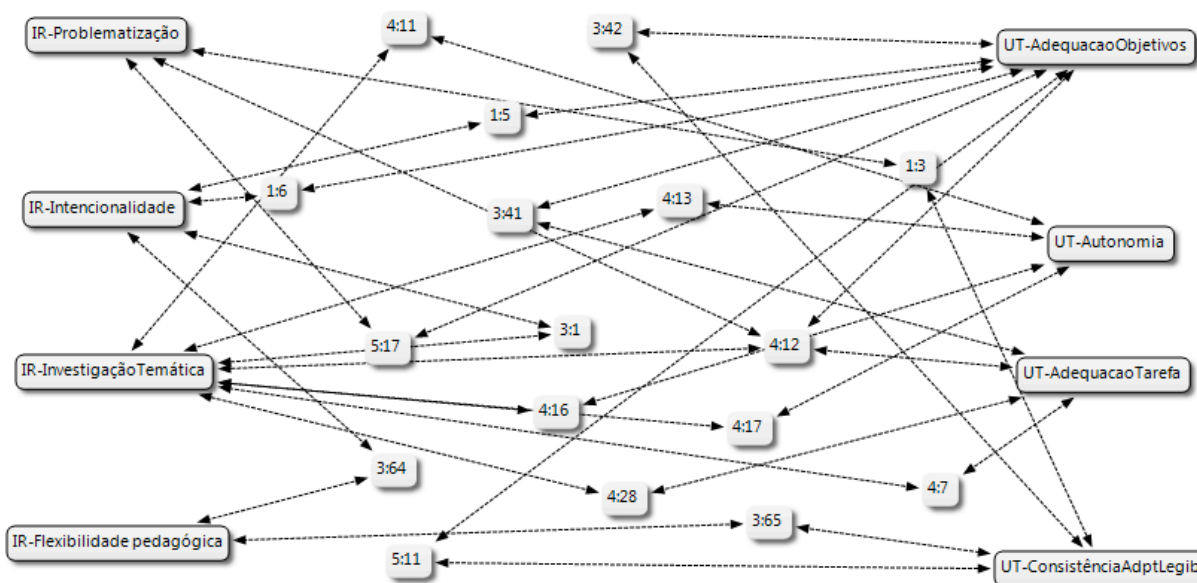 IR-Problematização
4:11
3:42
UT-AdequacaoObjetivos
1:5
1:3
1:6
4:13
IR-Intencionalidade
3:41
UT-Autonomia
3:1
5:17
4:12
IR-InvestigaçãoTemática
UT-AdequacaoTarefa
4:16
4:17
3:64
4:28
4:7
3:65
IR-Flexibilidade pedagógica
5:11
UT-ConsistênciaAdptLegib